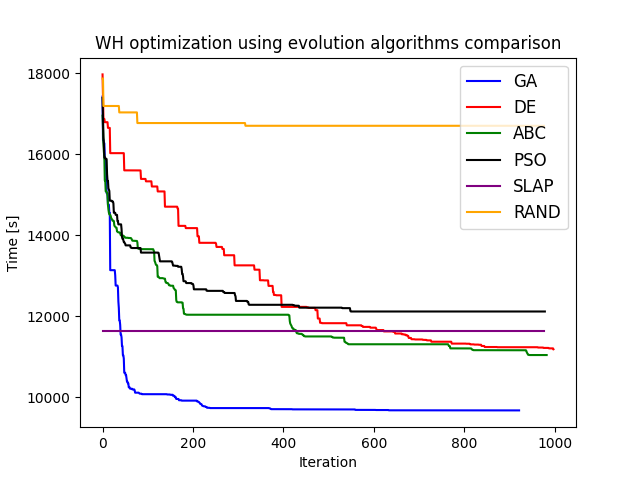 WH optimization using evolution algorithms comparison
18000
16000
14000
12000
10000
Time [s]
GA
DE
ABC
PSO
SLAP
RAND
0
200
400
600
800
1000
Iteration